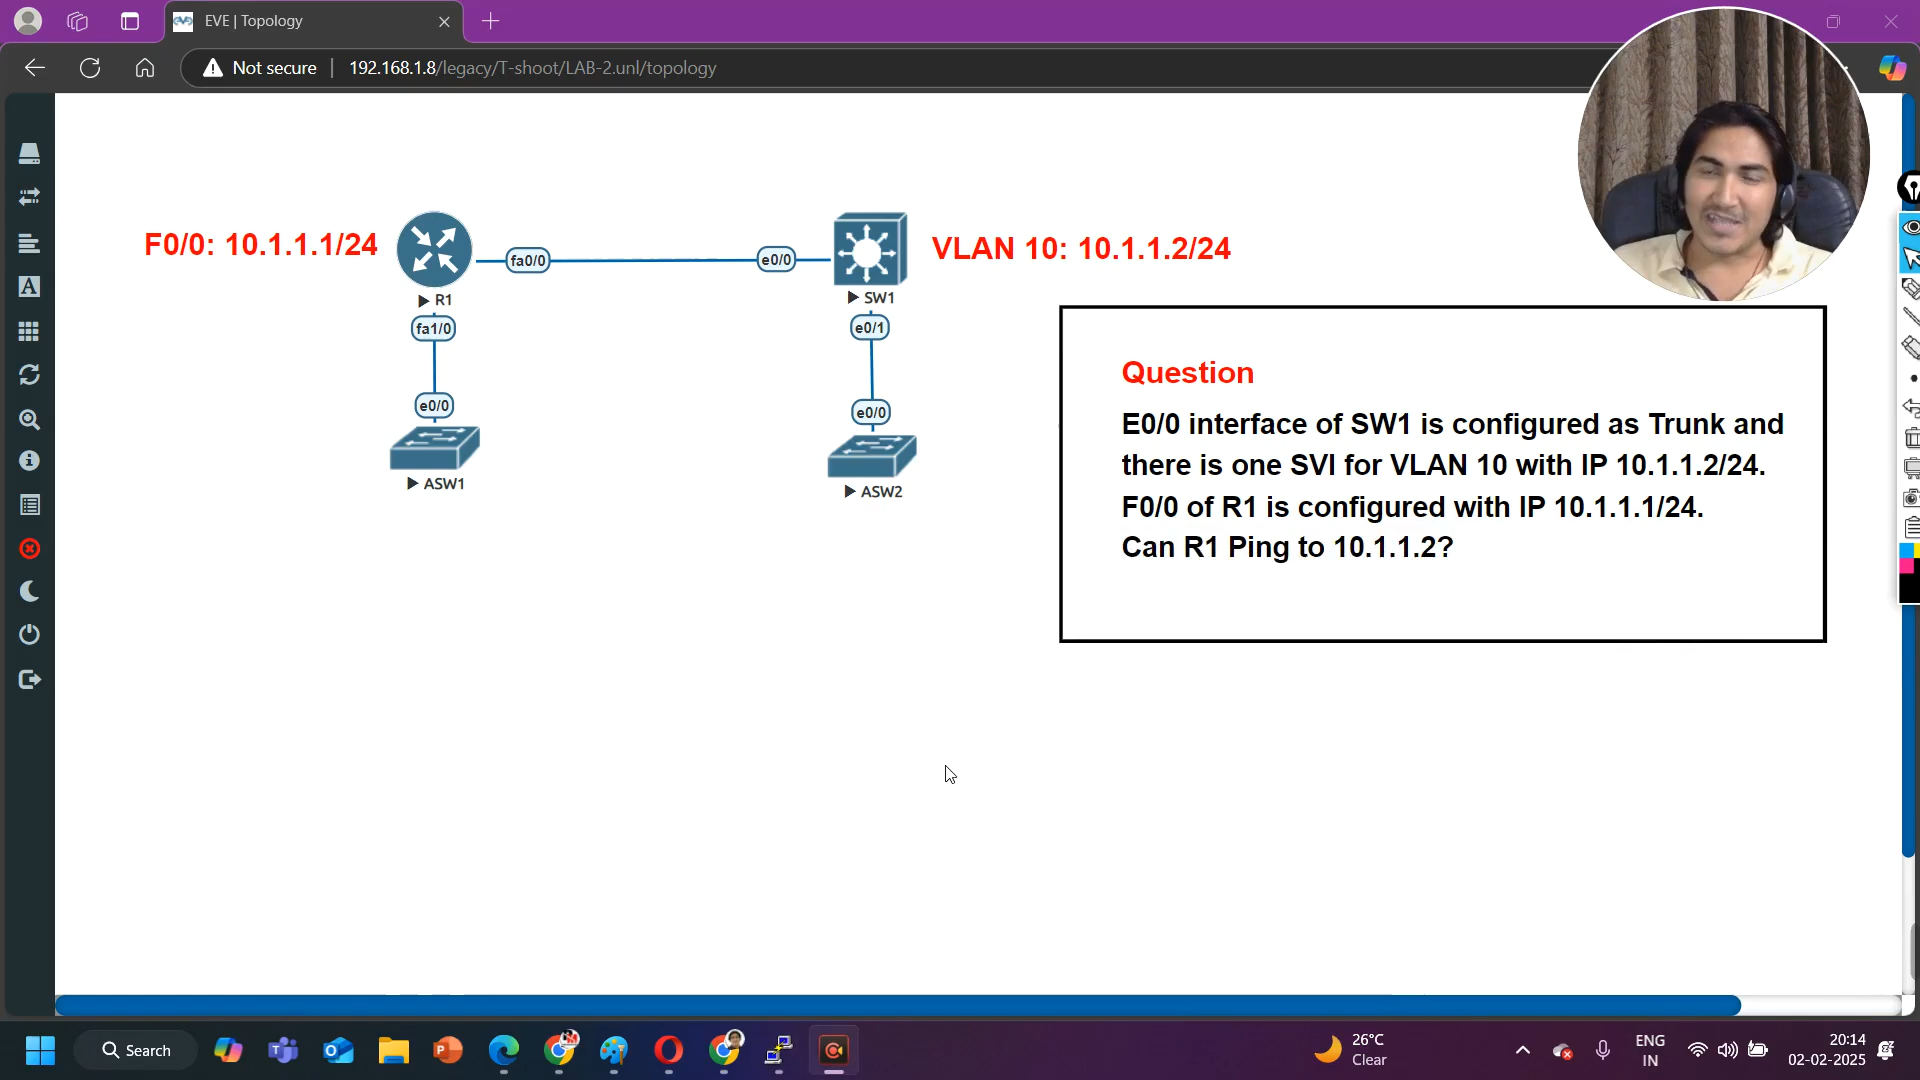 EVE | Topology
Not secure
192.168.1.8/legacy/T-shoot/LAB-2.unl/topology
F0/0: 10.1.1.1/24
fa0/0
e0/0
VLAN 10: 10.1.1.2/24
R1
SW1
fa1/0
e0/1
e0/0
e0/0
ASW1
ASW2
Question
E0/0 interface of SW1 is configured as Trunk and
there is one SVI for VLAN 10 with IP 10.1.1.2/24.
F0/0 of R1 is configured with IP 10.1.1.1/24.
Can R1 Ping to 10.1.1.2?
Search
26°C
Clear
ENG
IN
20:14
02-02-2025